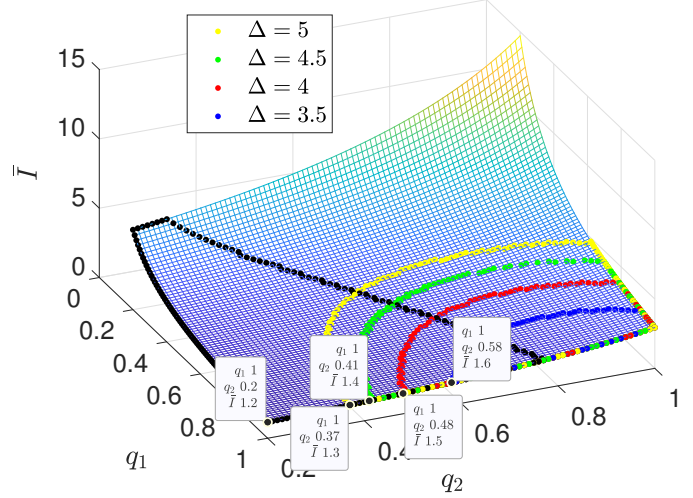 15
10
5
0
Ī
Δ = 5
Δ = 4.5
Δ = 4
Δ = 3.5
0
0.2
0.4
0.6
0.8
1
q₁
0.2
0.4
0.6
0.8
1
q₂
q₁ 1
q₂ 0.2
Ī 1.2
q₁ 1
q₂ 0.41
Ī 1.4
q₁ 1
q₂ 0.58
Ī 1.6
q₁ 1
q₂ 0.37
Ī 1.3
q₁ 1
q₂ 0.48
Ī 1.5